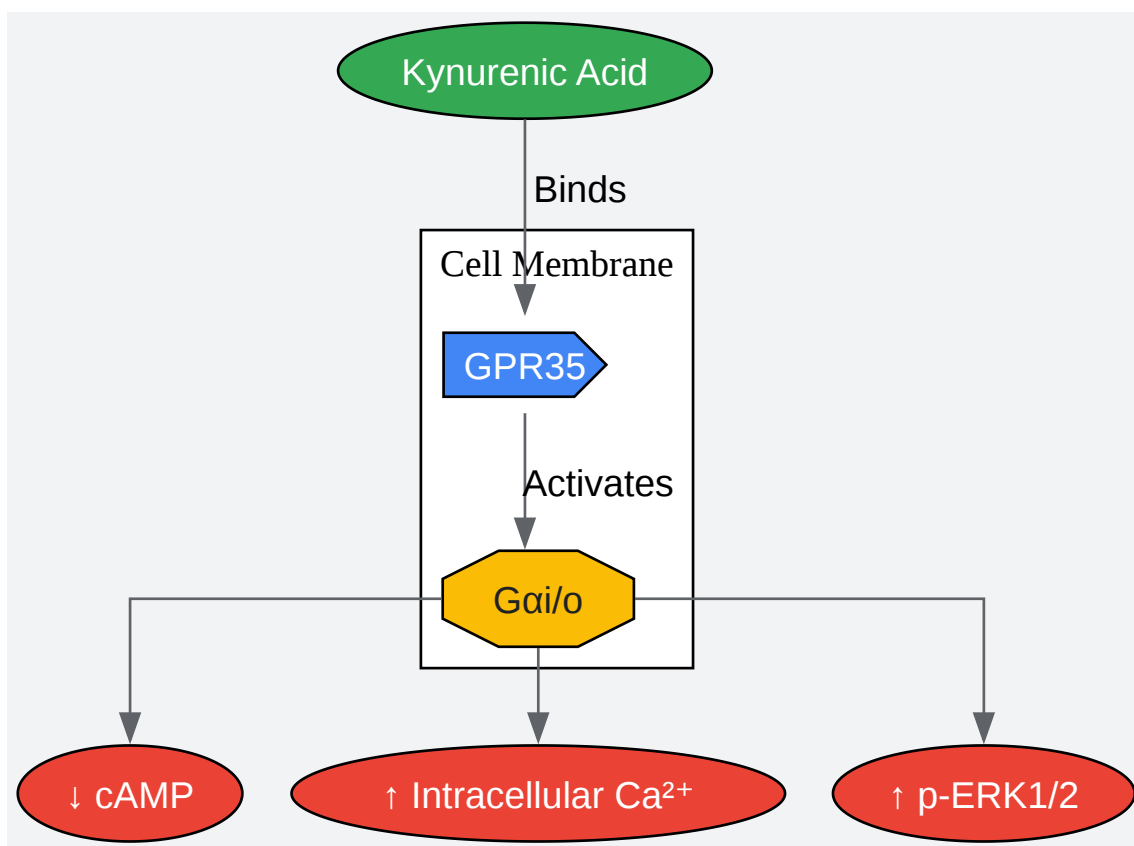 Kynurenic Acid
Binds
Cell Membrane
GPR35
Activates
Gαi/o
↓ cAMP
↑ Intracellular Ca²⁺
↑ p-ERK1/2